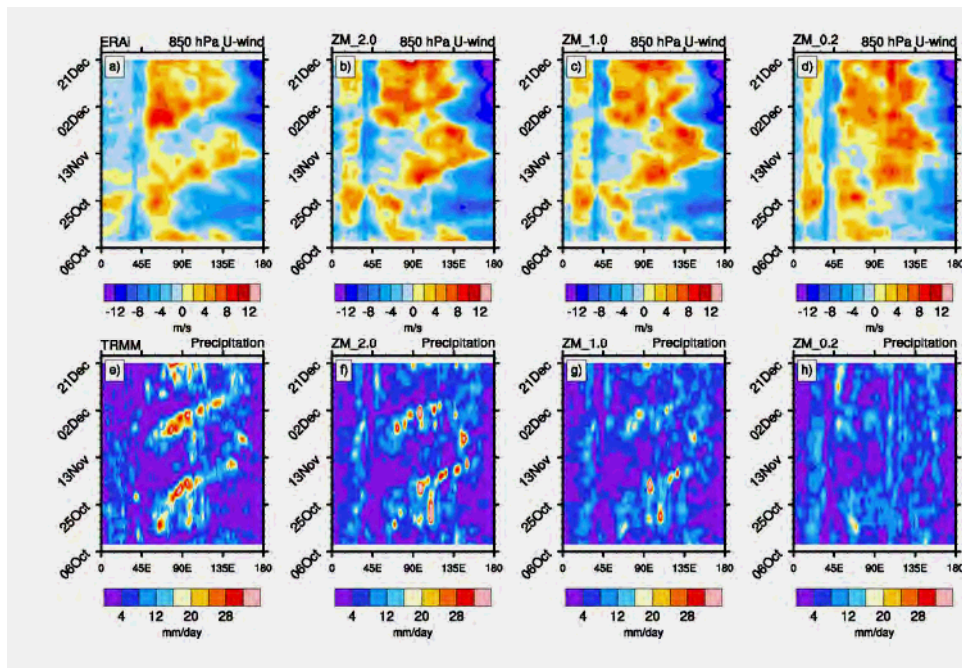 ERAi 850 hPa U-wind
a)
21Dec
02Dec
13Nov
25Oct
06Oct
0 45E 90E 135E 180
-12 -8 -4 0 4 8 12
m/s
ZM_2.0 850 hPa U-wind
b)
21Dec
02Dec
13Nov
25Oct
06Oct
0 45E 90E 135E 180
-12 -8 -4 0 4 8 12
m/s
ZM_1.0 850 hPa U-wind
c)
21Dec
02Dec
13Nov
25Oct
06Oct
0 45E 90E 135E 180
-12 -8 -4 0 4 8 12
m/s
ZM_0.2 850 hPa U-wind
d)
21Dec
02Dec
13Nov
25Oct
06Oct
0 45E 90E 135E 180
-12 -8 -4 0 4 8 12
m/s
TRMM Precipitation
e)
21Dec
02Dec
13Nov
25Oct
06Oct
0 45E 90E 135E 180
4 12 20 28
mm/day
ZM_2.0 Precipitation
f)
21Dec
02Dec
13Nov
25Oct
06Oct
0 45E 90E 135E 180
4 12 20 28
mm/day
ZM_1.0 Precipitation
g)
21Dec
02Dec
13Nov
25Oct
06Oct
0 45E 90E 135E 180
4 12 20 28
mm/day
ZM_0.2 Precipitation
h)
21Dec
02Dec
13Nov
25Oct
06Oct
0 45E 90E 135E 180
4 12 20 28
mm/day